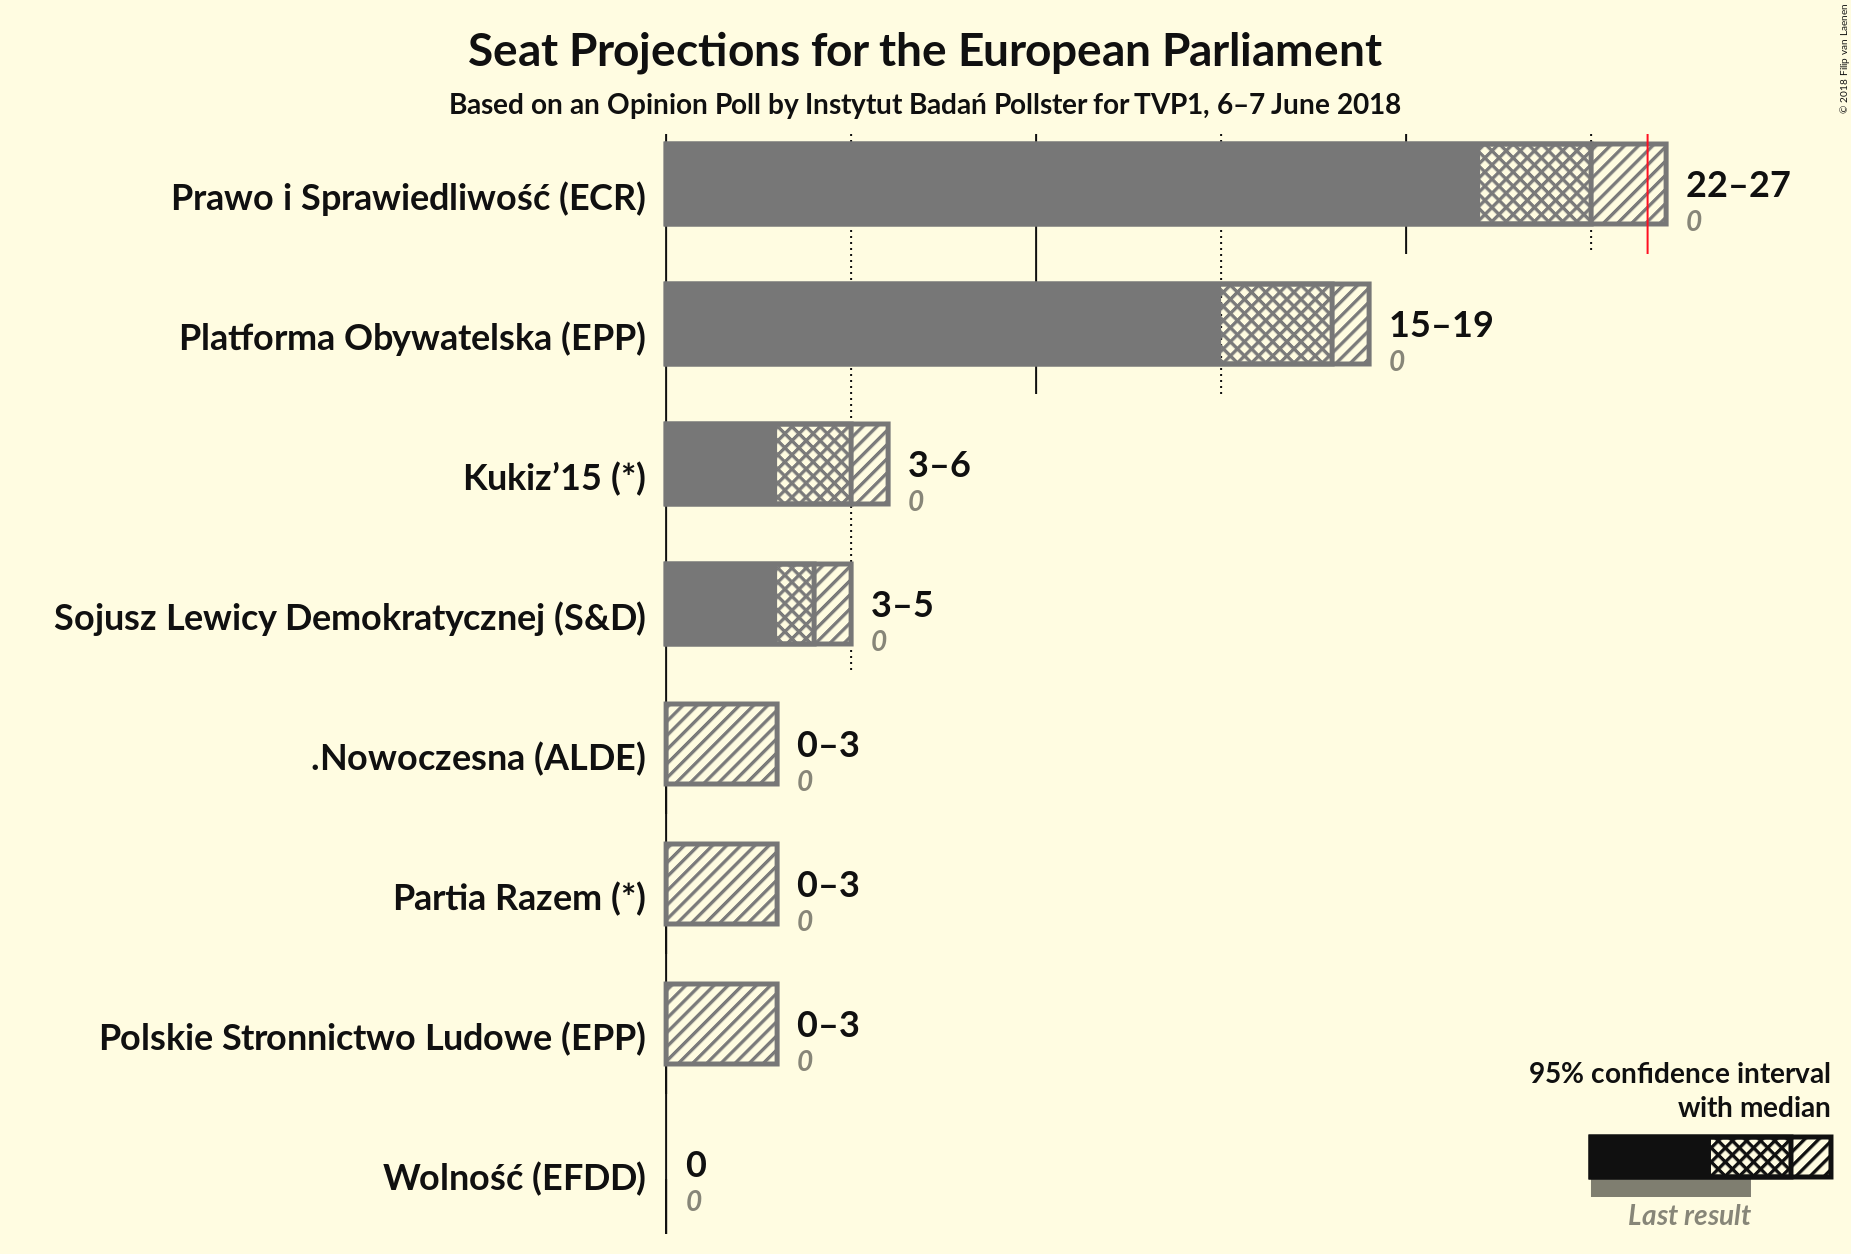 Seat Projections for the European Parliament
Based on an Opinion Poll by Instytut Badań Pollster for TVP1, 6–7 June 2018
© 2018 Filip van Laenen
Prawo i Sprawiedliwość (ECR)
22–27
0
Platforma Obywatelska (EPP)
15–19
0
Kukiz’15 (*)
3–6
0
Sojusz Lewicy Demokratycznej (S&D)
3–5
0
.Nowoczesna (ALDE)
0–3
0
Partia Razem (*)
0–3
0
Polskie Stronnictwo Ludowe (EPP)
0–3
0
Wolność (EFDD)
0
0
95% confidence interval
with median
Last result